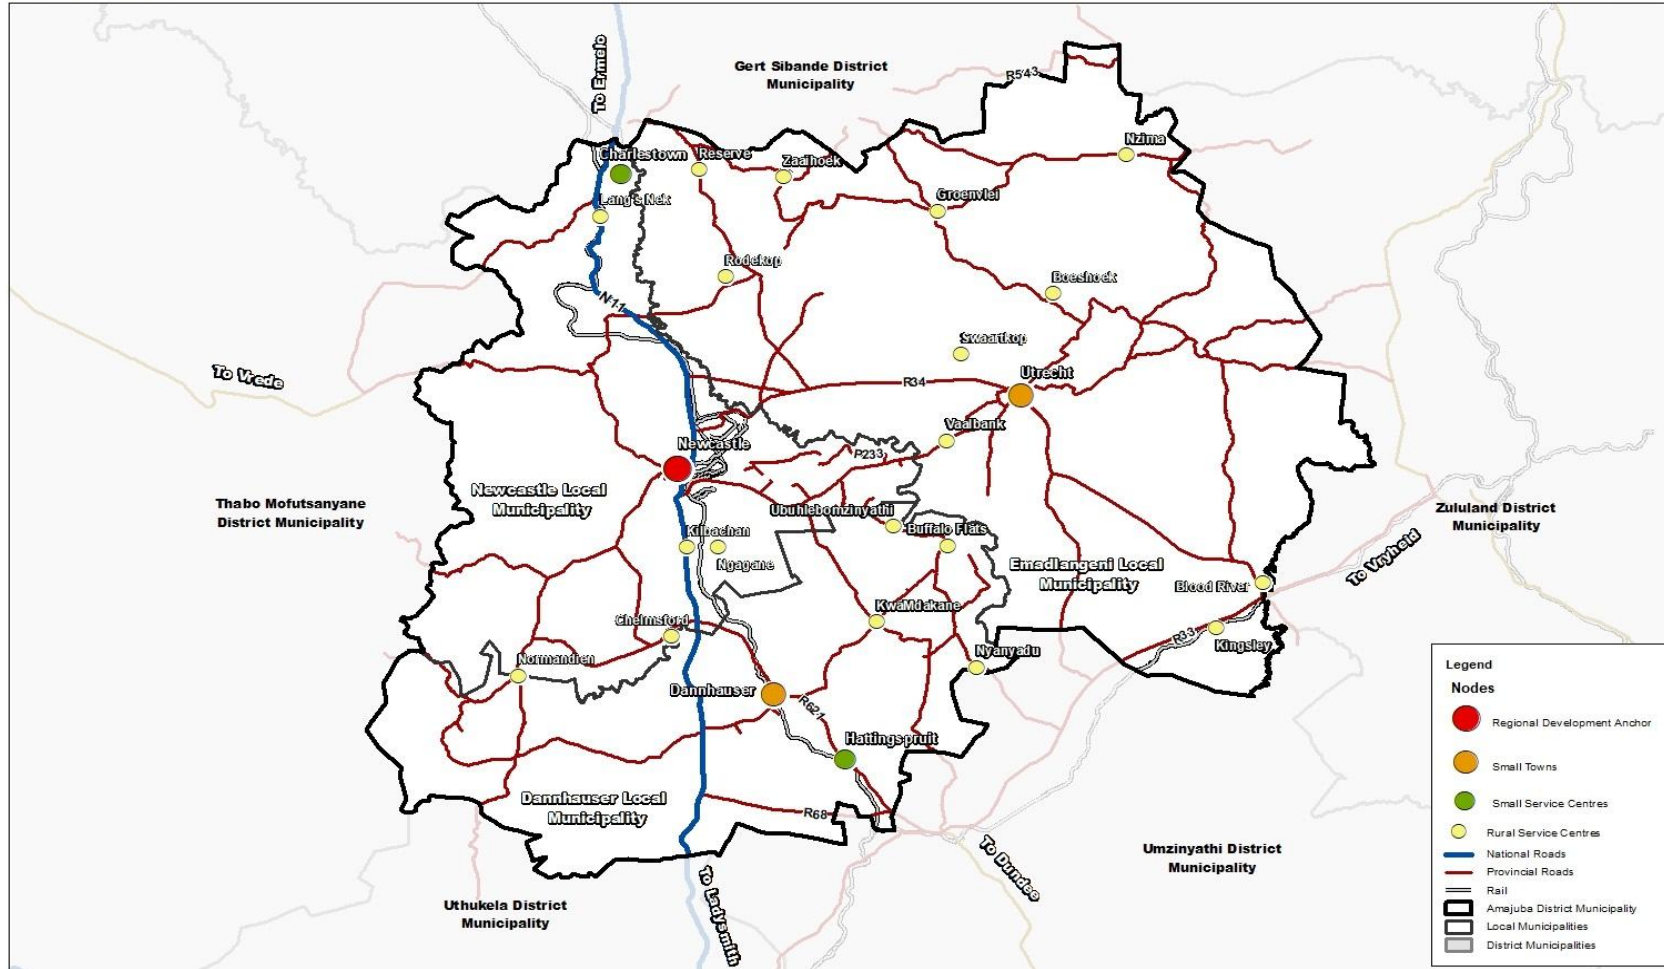 To Ermelo
Gert Sibande District
Municipality
R543
Nzima
Charlestown
Reserve
Zaaihoek
Lang's Nek
Groenvlei
Rodekop
Boeshoek
N11
Swaartkop
To Vrede
Utrecht
R34
Vaalbank
Newcastle
P233
Newcastle Local
Municipality
Thabo Mofutsanyane
District Municipality
Ubuhlebomzinyathi
Zululand District
Municipality
Kilbachan
Buffalo Flats
Ngagane
Emadlangeni Local
Municipality
To Vryheid
Blood River
KwaMdakane
Chelmsford
R33
Kingsley
Normandien
Nyanyadu
Dannhauser
R621
Hattingspruit
Dannhauser Local
Municipality
R68
To Dundee
Umzinyathi District
Municipality
To Ladysmith
Uthukela District
Municipality
Legend
Nodes
Regional Development Anchor
Small Towns
Small Service Centres
Rural Service Centres
National Roads
Provincial Roads
Rail
Amajuba District Municipality
Local Municipalities
District Municipalities